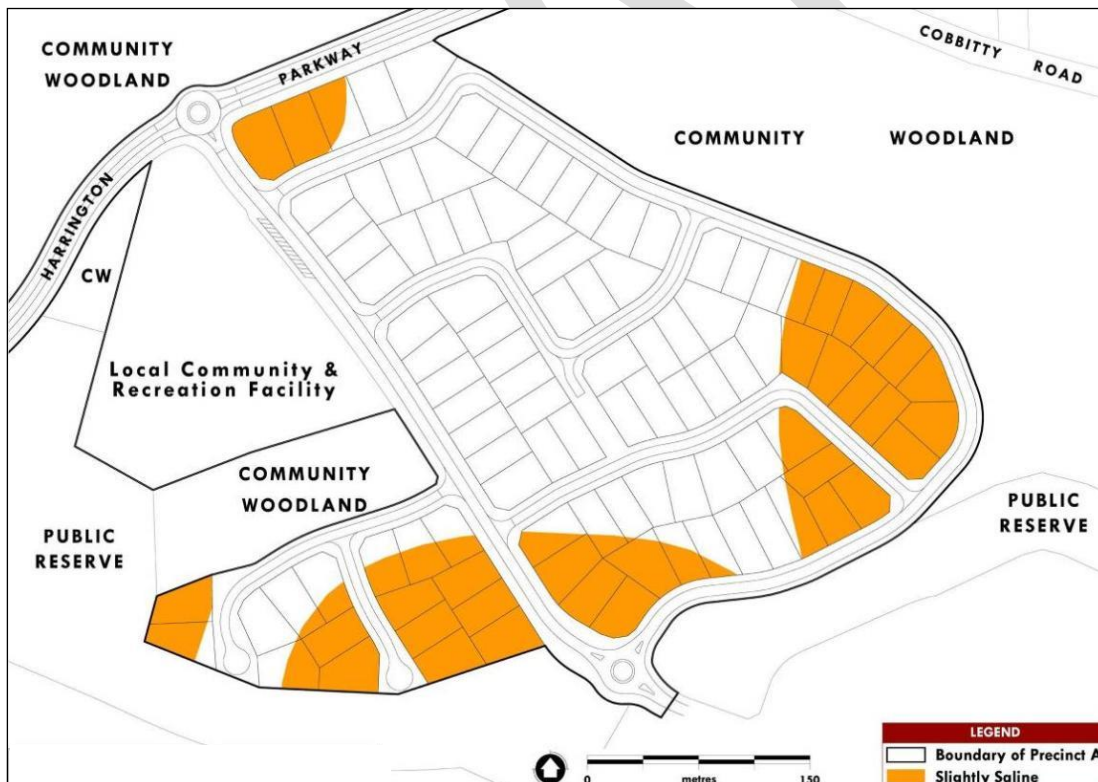 COMMUNITY
WOODLAND
PARKWAY
COBBITTY
ROAD
COMMUNITY WOODLAND
HARRINGTON
CW
Local Community &
Recreation Facility
COMMUNITY
WOODLAND
PUBLIC
RESERVE
PUBLIC
RESERVE
LEGEND
Boundary of Precinct A
Slightly Saline
0 metres 150